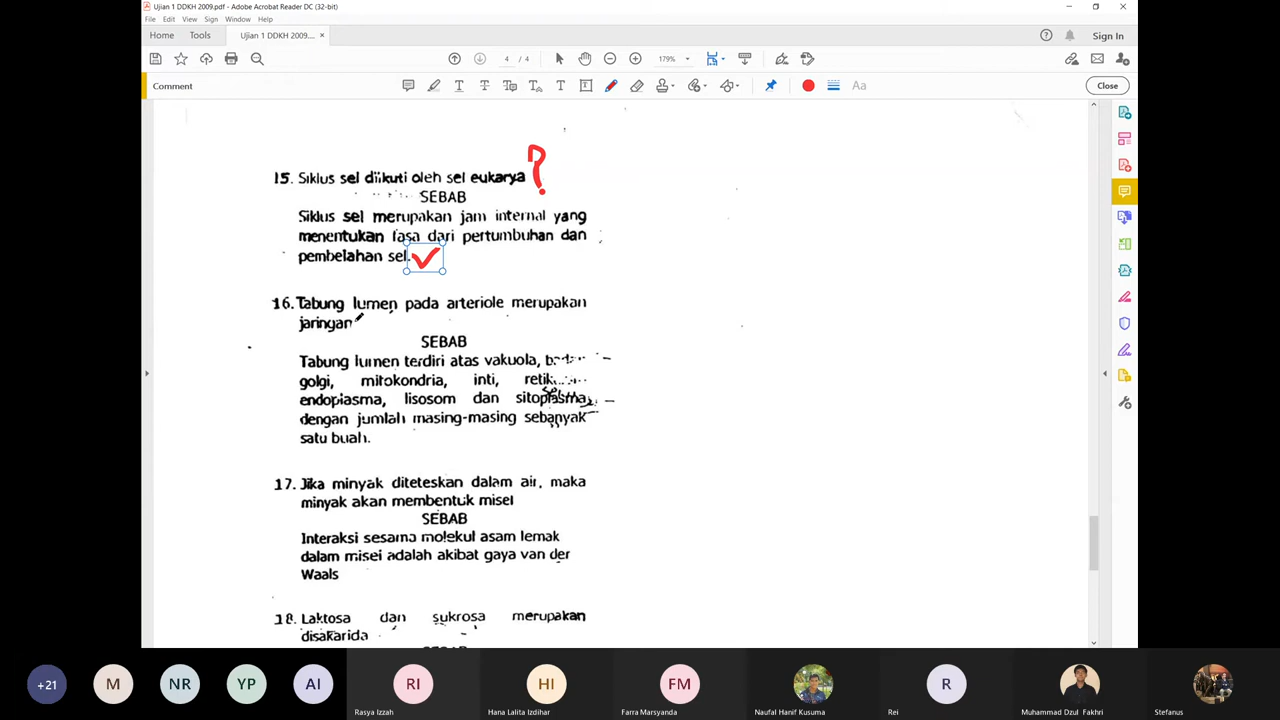 Ujian 1 DDKH 2009.pdf - Adobe Acrobat Reader DC (32-bit)
File Edit View Sign Window Help
Home Tools Ujian 1 DDKH 2009.... × Sign In
4 / 4 179%
Comment Aa Close
15. Siklus sel diikuti oleh sel eukarya ?
SEBAB
Siklus sel merupakan jam internal yang
menentukan fasa dari pertumbuhan dan
pembelahan sel.
16. Tabung lumen pada arteriole merupakan
jaringan
SEBAB
Tabung lumen terdiri atas vakuola,
golgi, mitokondria, inti,
endoplasma, lisosom dan sitoplasma
dengan jumlah masing-masing sebanyak
satu buah.
17. Jika minyak diteteskan dalam air, maka
minyak akan membentuk misel
SEBAB
Interaksi sesama molekul asam lemak
dalam misel adalah akibat gaya van der
Waals
18. Laktosa dan sukrosa merupakan
disakarida
+21 M NR YP AI RI HI FM R
Rasya Izzah Hana Lalita Izdihar Farra Marsyanda Naufal Hanif Kusuma Rei Muhammad Dzul Fakhri Stefanus